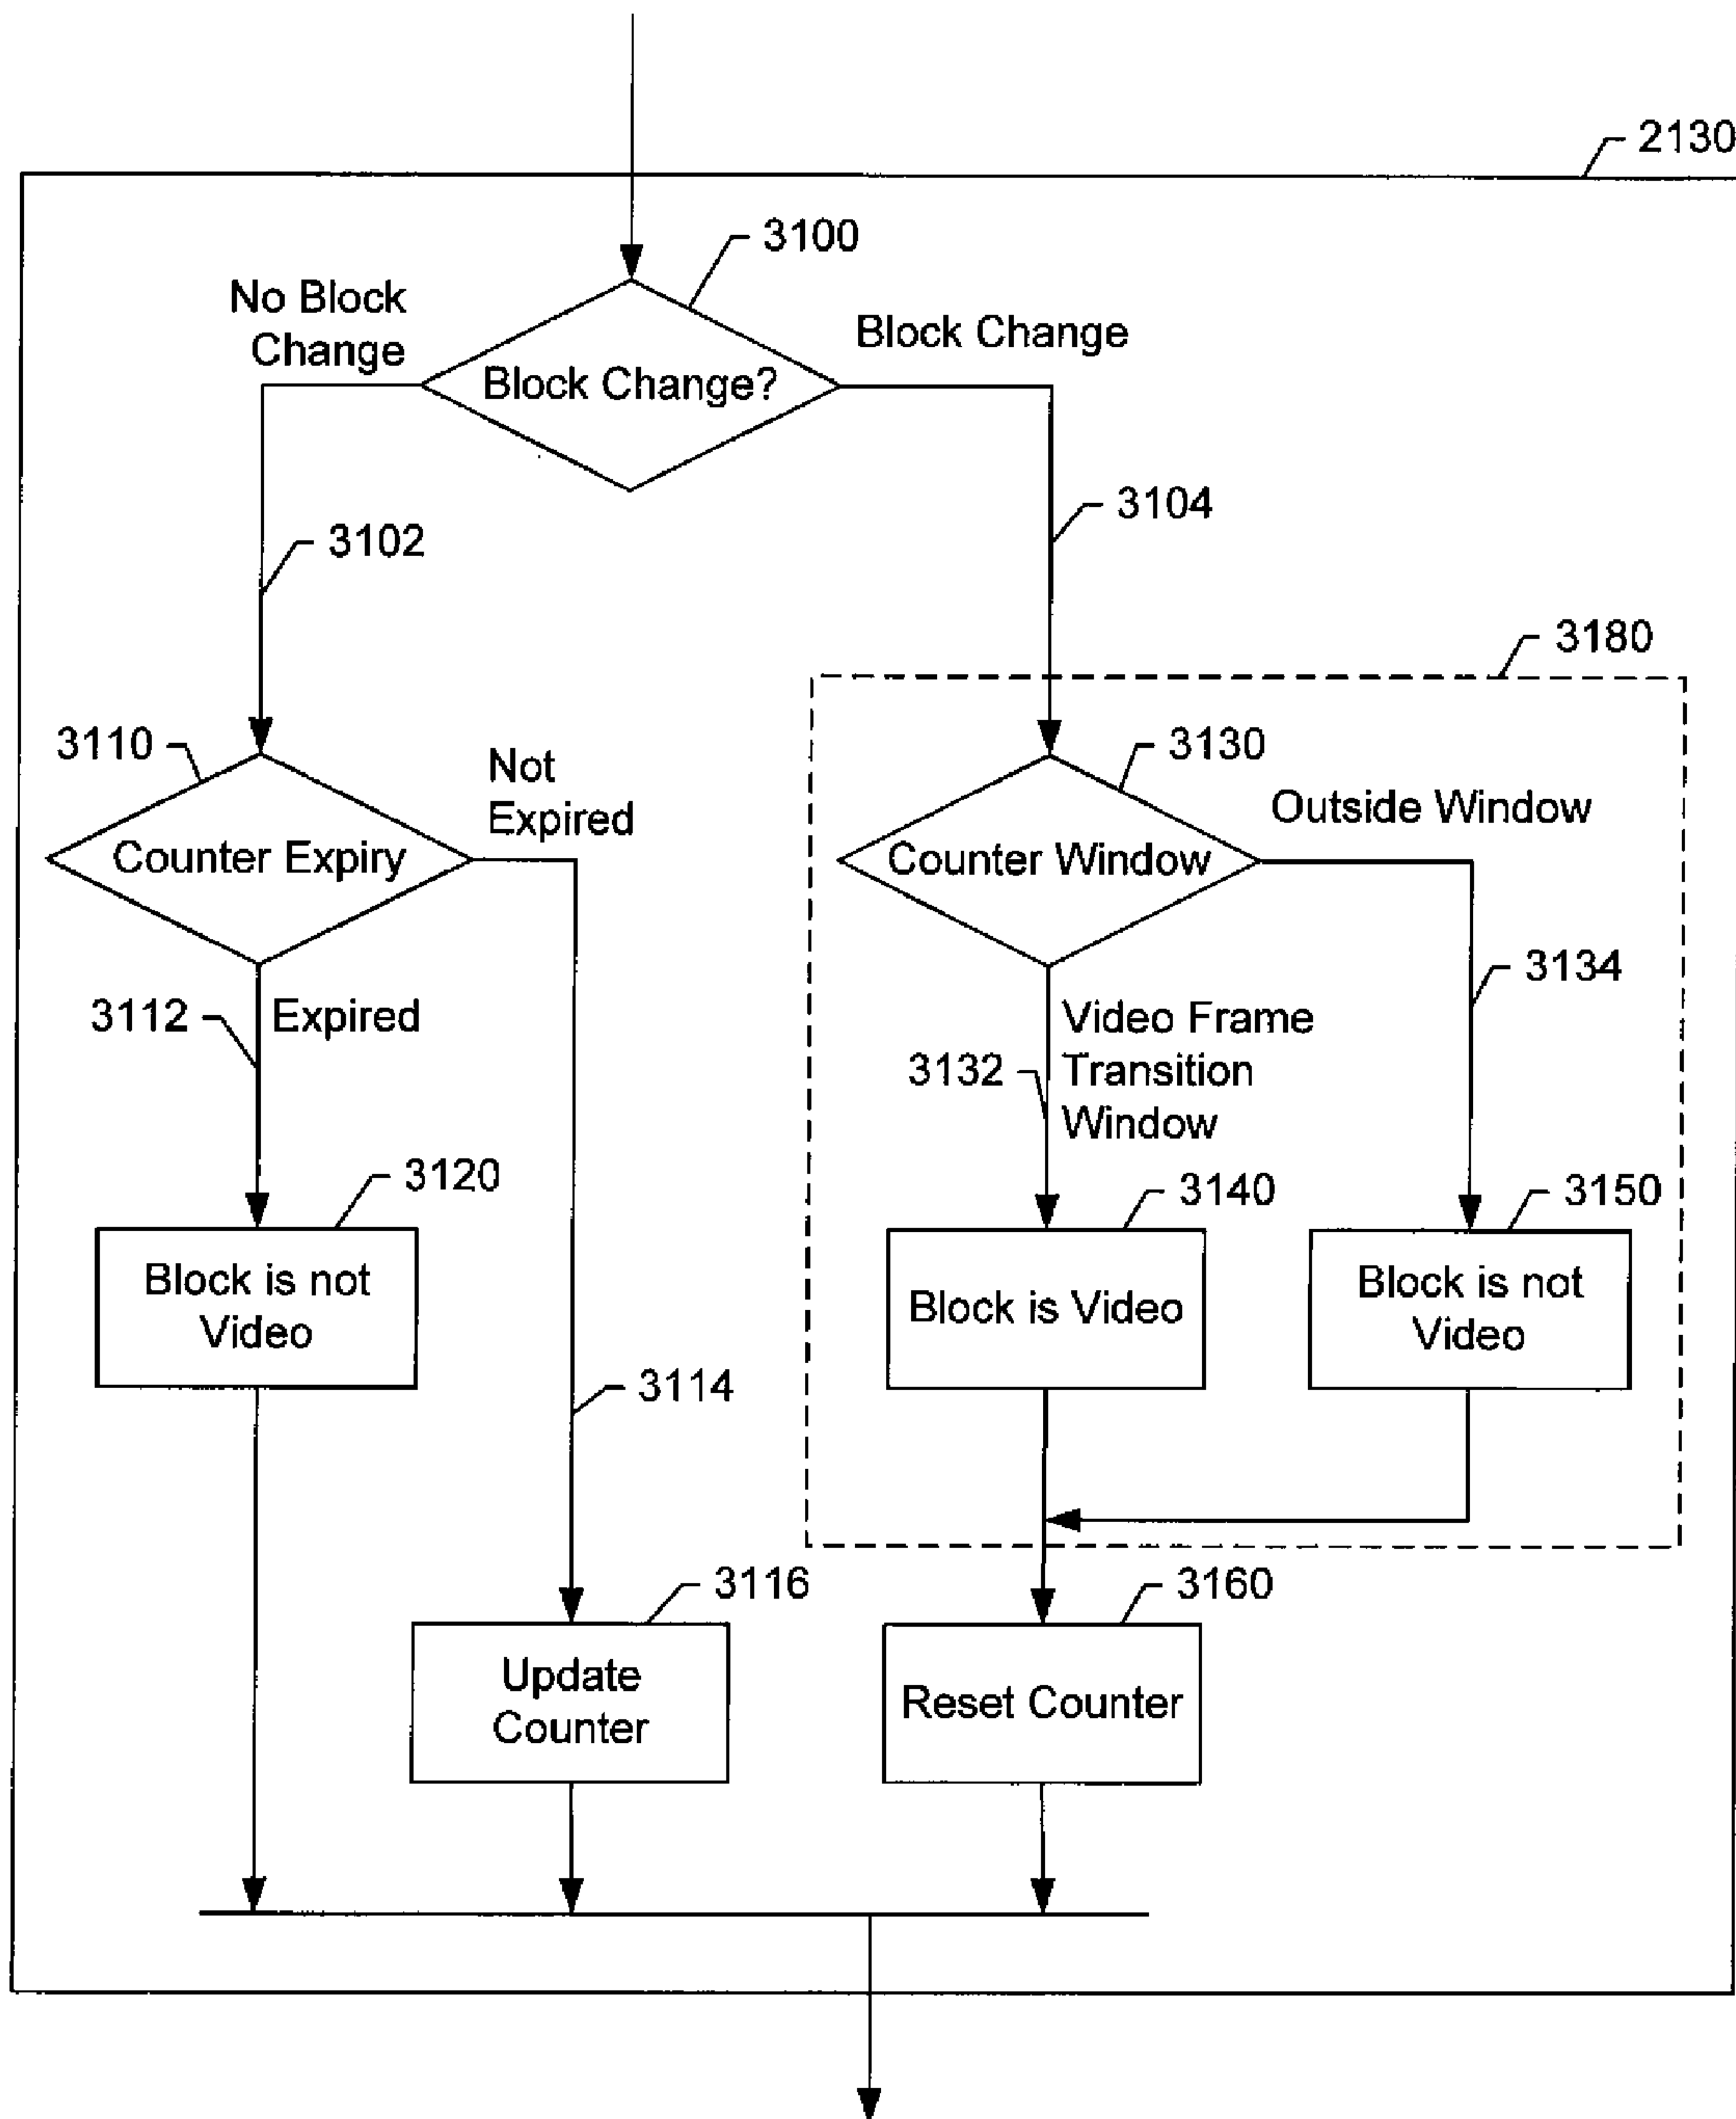 2130
3100
No Block
Change
Block Change
Block Change?
3104
3102
3180
3110
Not
Expired
3130
Outside Window
Counter Expiry
Counter Window
3134
3112
Expired
Video Frame
Transition
Window
3132
3120
3140
3150
Block is not
Video
Block is Video
Block is not
Video
3114
3116
3160
Update
Counter
Reset Counter